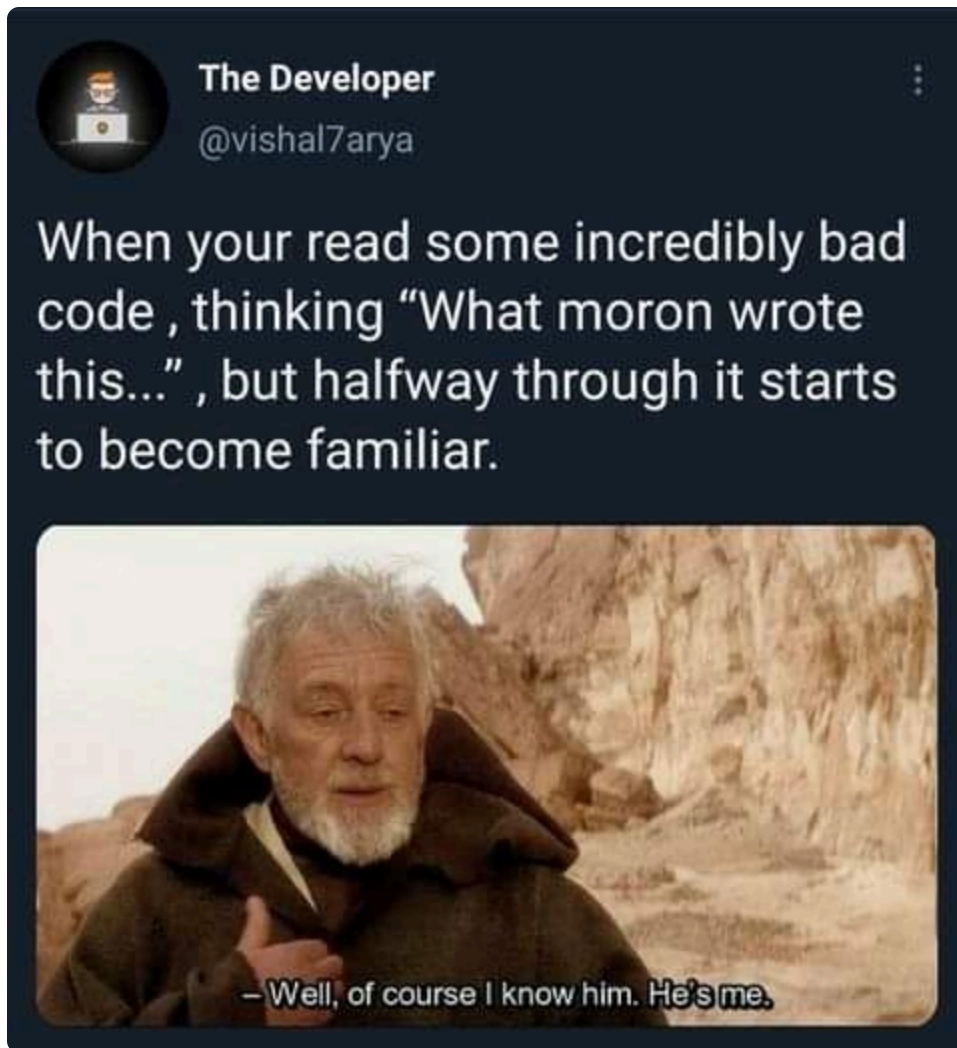 The Developer
@vishal7arya
When your read some incredibly bad
code , thinking “What moron wrote
this...” , but halfway through it starts
to become familiar.
– Well, of course I know him. He's me.